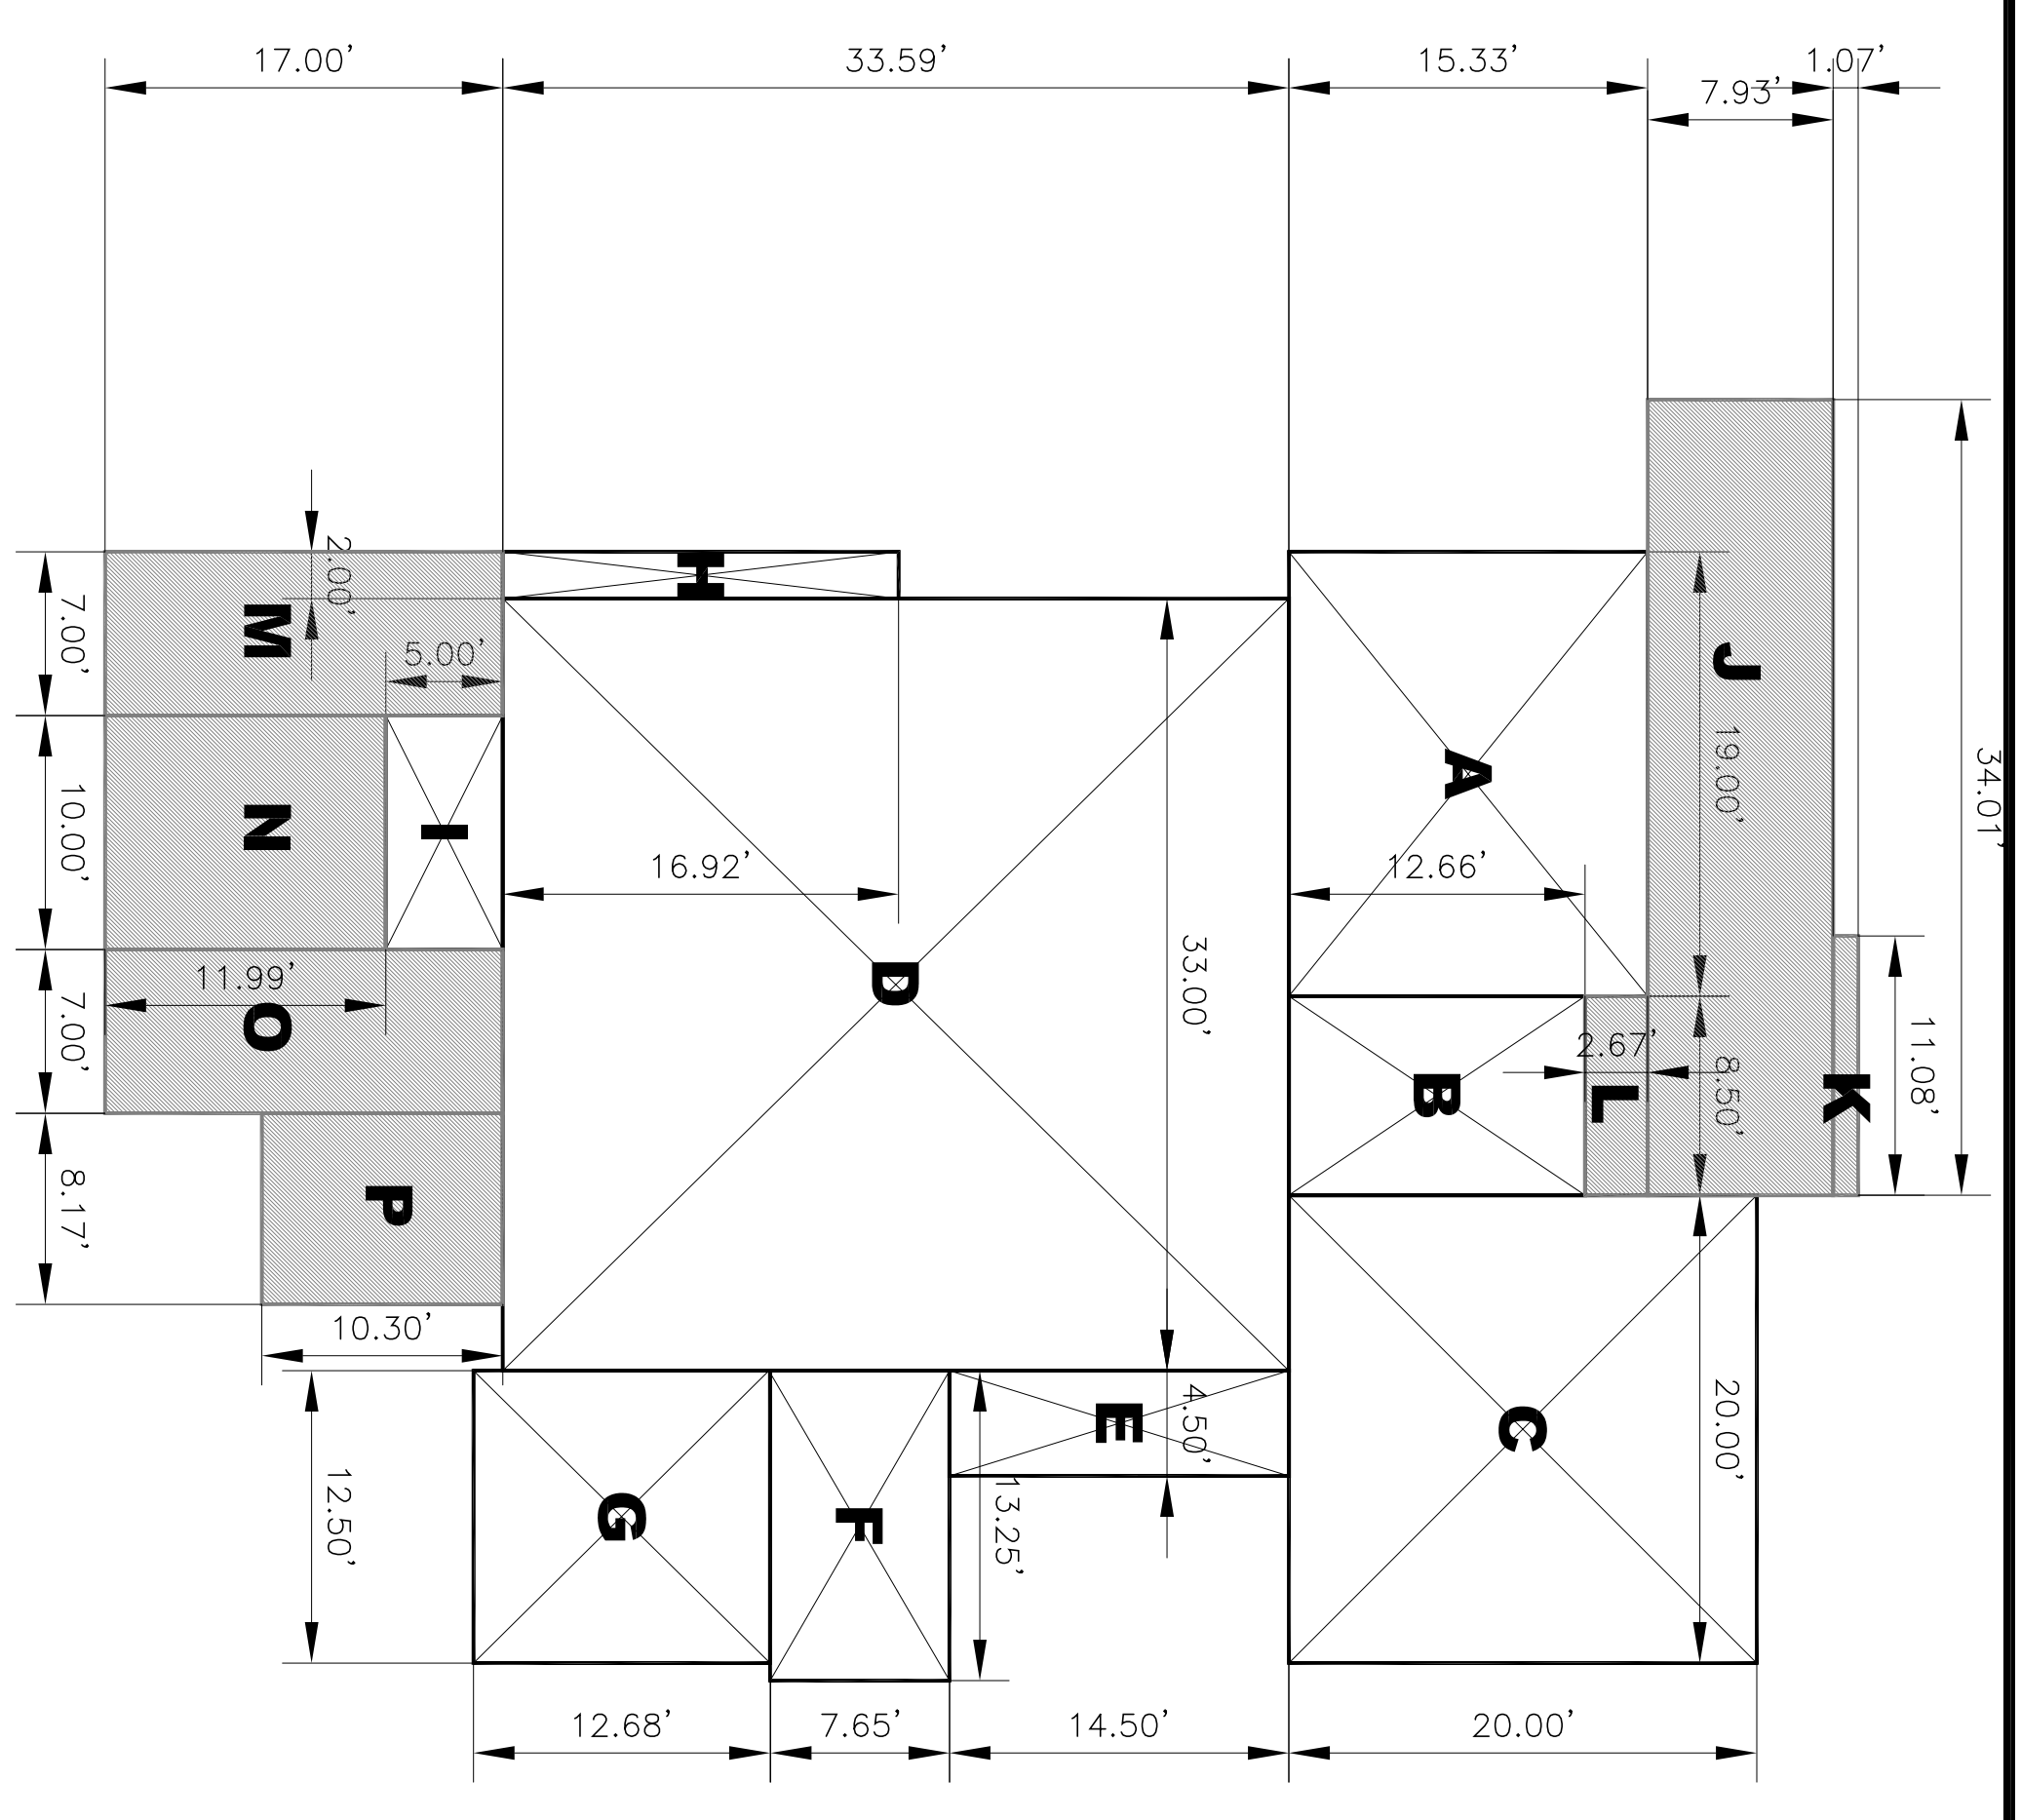 17.00’
33.59’
15.33’
1.07’
7.93’
2.00’
H
7.00’
M
5.00’
J
19.00’
34.01’
A
10.00’
N
I
16.92’
12.66’
D
33.00’
11.99’
O
7.00’
2.67’
8.50’
11.08’
B
L
K
8.17’
P
10.30’
4.50’
E
C
20.00’
12.50’
G
F
13.25’
12.68’
7.65’
14.50’
20.00’